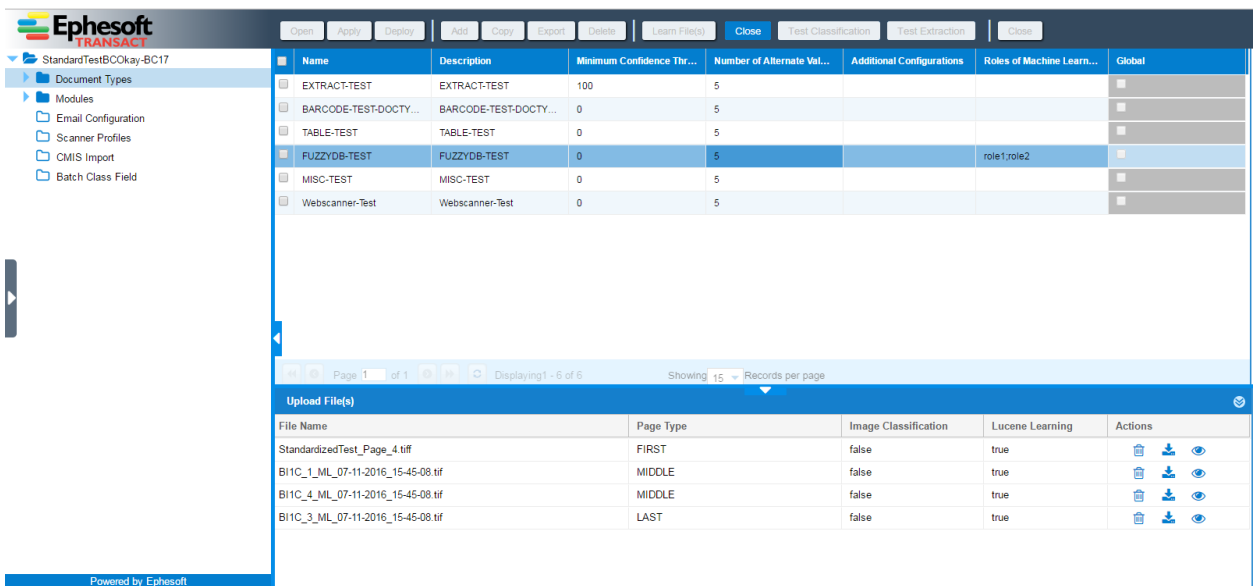 Ephesoft
TRANSACT
Open Apply Deploy Add Copy Export Delete Learn File(s) Close Test Classification Test Extraction Close
StandardTestBCOkay-BC17
Document Types
Modules
Email Configuration
Scanner Profiles
CMIS Import
Batch Class Field
Powered by Ephesoft
Name Description Minimum Confidence Thr... Number of Alternate Val... Additional Configurations Roles of Machine Learn... Global
EXTRACT-TEST EXTRACT-TEST 100 5
BARCODE-TEST-DOCTY... BARCODE-TEST-DOCTY... 0 5
TABLE-TEST TABLE-TEST 0 5
FUZZYDB-TEST FUZZYDB-TEST 0 5 role1;role2
MISC-TEST MISC-TEST 0 5
Webscanner-Test Webscanner-Test 0 5
Page 1 of 1 Displaying1 - 6 of 6 Showing 15 Records per page
Upload File(s)
File Name Page Type Image Classification Lucene Learning Actions
StandardizedTest_Page_4.tiff FIRST false true
BI1C_1_ML_07-11-2016_15-45-08.tif MIDDLE false true
BI1C_4_ML_07-11-2016_15-45-08.tif MIDDLE false true
BI1C_3_ML_07-11-2016_15-45-08.tif LAST false true